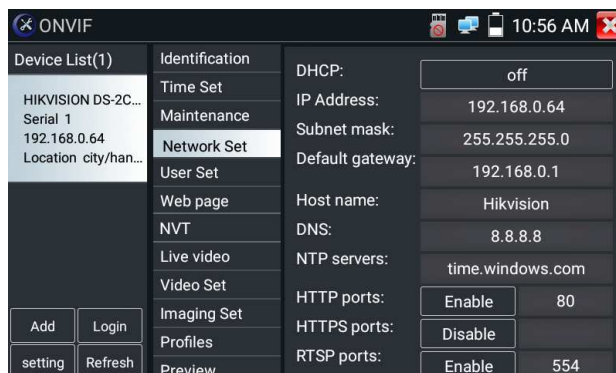 ONVIF
10:56 AM
Device List(1)
HIKVISION DS-2C...
Serial 1
192.168.0.64
Location city/han...
Add
Login
setting
Refresh
Identification
Time Set
Maintenance
Network Set
User Set
Web page
NVT
Live video
Video Set
Imaging Set
Profiles
Preview
DHCP: off
IP Address: 192.168.0.64
Subnet mask: 255.255.255.0
Default gateway: 192.168.0.1
Host name: Hikvision
DNS: 8.8.8.8
NTP servers: time.windows.com
HTTP ports: Enable 80
HTTPS ports: Disable
RTSP ports: Enable 554